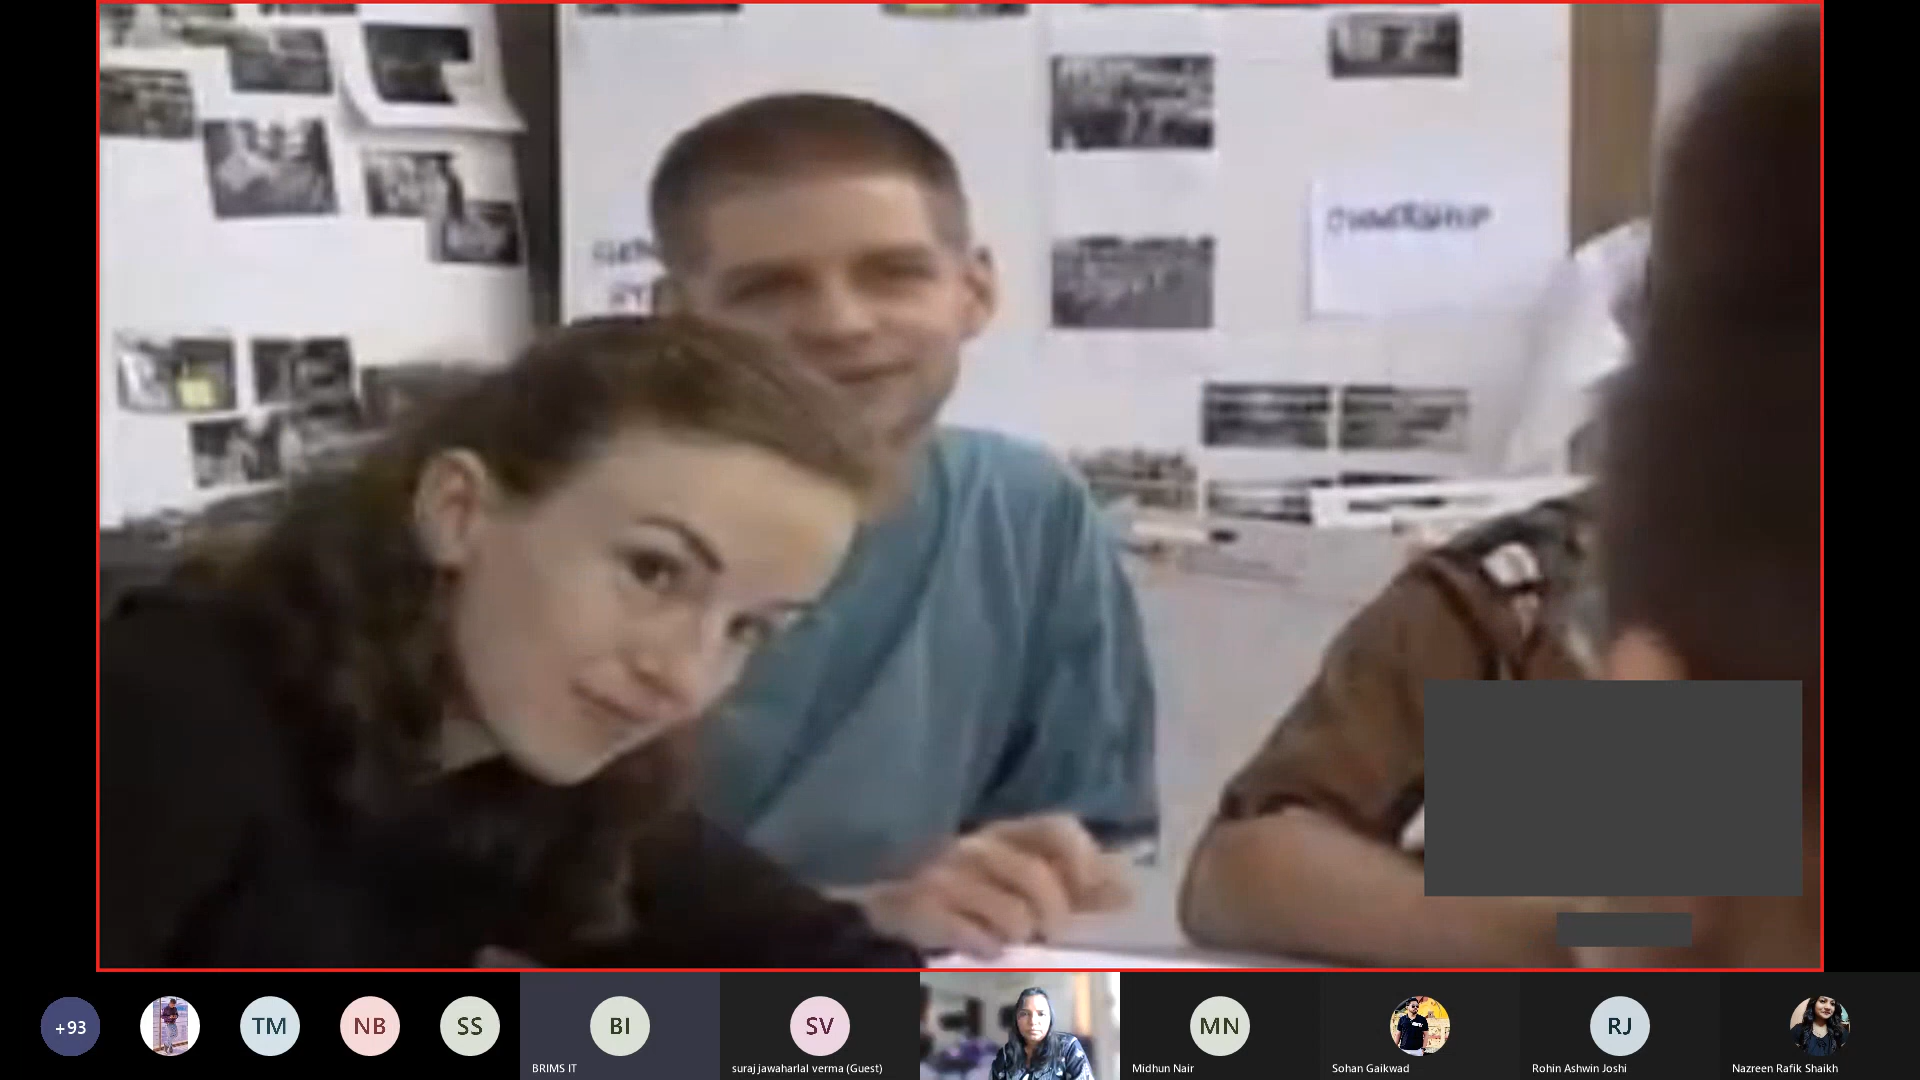 OWNERSHIP
+93
TM
NB
SS
BI
BRIMS IT
SV
suraj jawaharlal verma (Guest)
MN
Midhun Nair
Sohan Gaikwad
RJ
Rohin Ashwin Joshi
Nazreen Rafik Shaikh